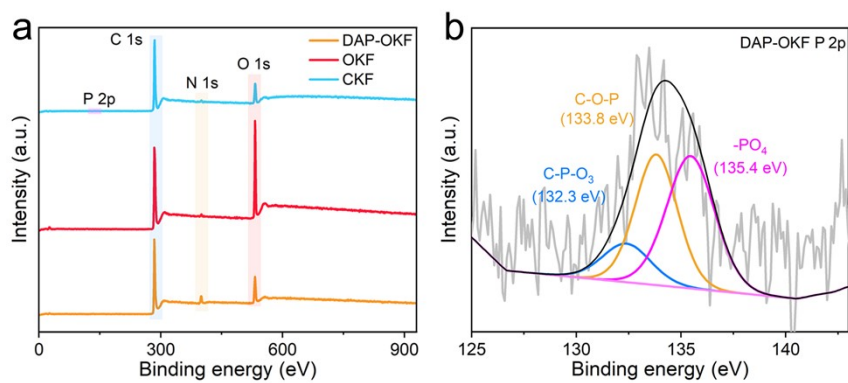 a
C 1s
N 1s
O 1s
P 2p
DAP-OKF
OKF
CKF
Intensity (a.u.)
0 300 600 900
Binding energy (eV)
b
DAP-OKF P 2p
C-O-P
(133.8 eV)
-PO₄
(135.4 eV)
C-P-O₃
(132.3 eV)
Intensity (a.u.)
125 130 135 140
Binding energy (eV)